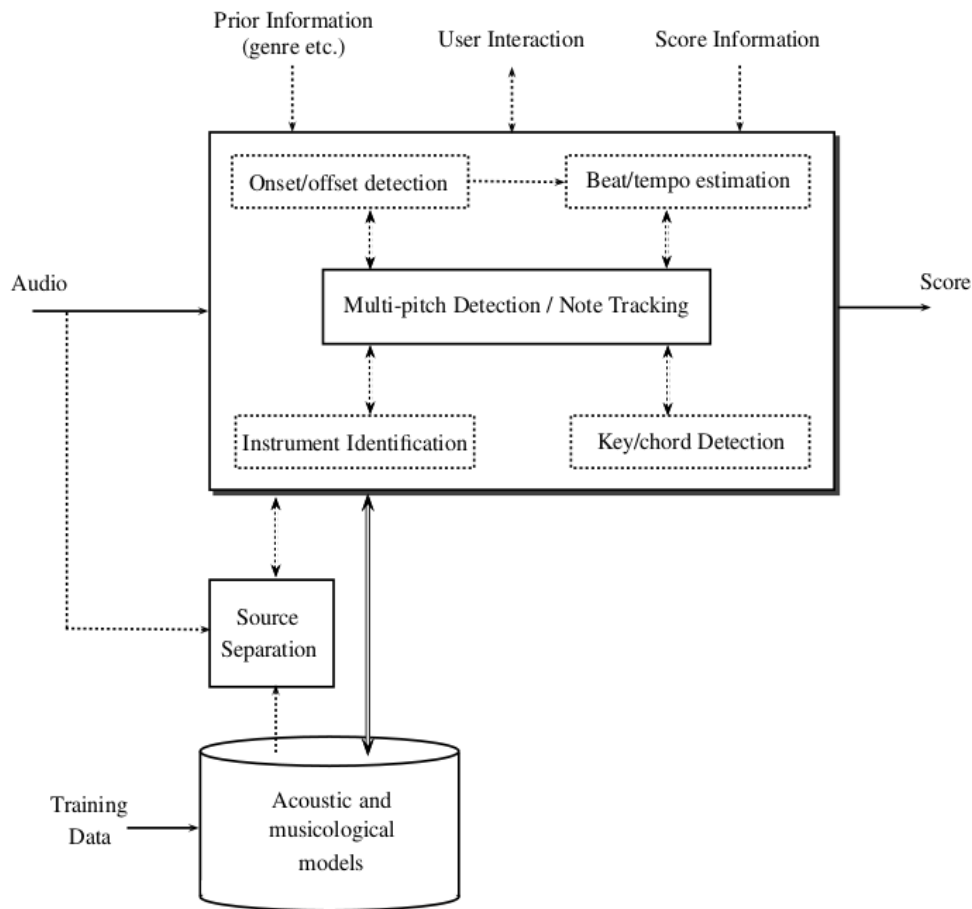 Prior Information
(genre etc.)
User Interaction
Score Information
Onset/offset detection
Beat/tempo estimation
Audio
Multi-pitch Detection / Note Tracking
Score
Instrument Identification
Key/chord Detection
Source
Separation
Training
Data
Acoustic and
musicological
models